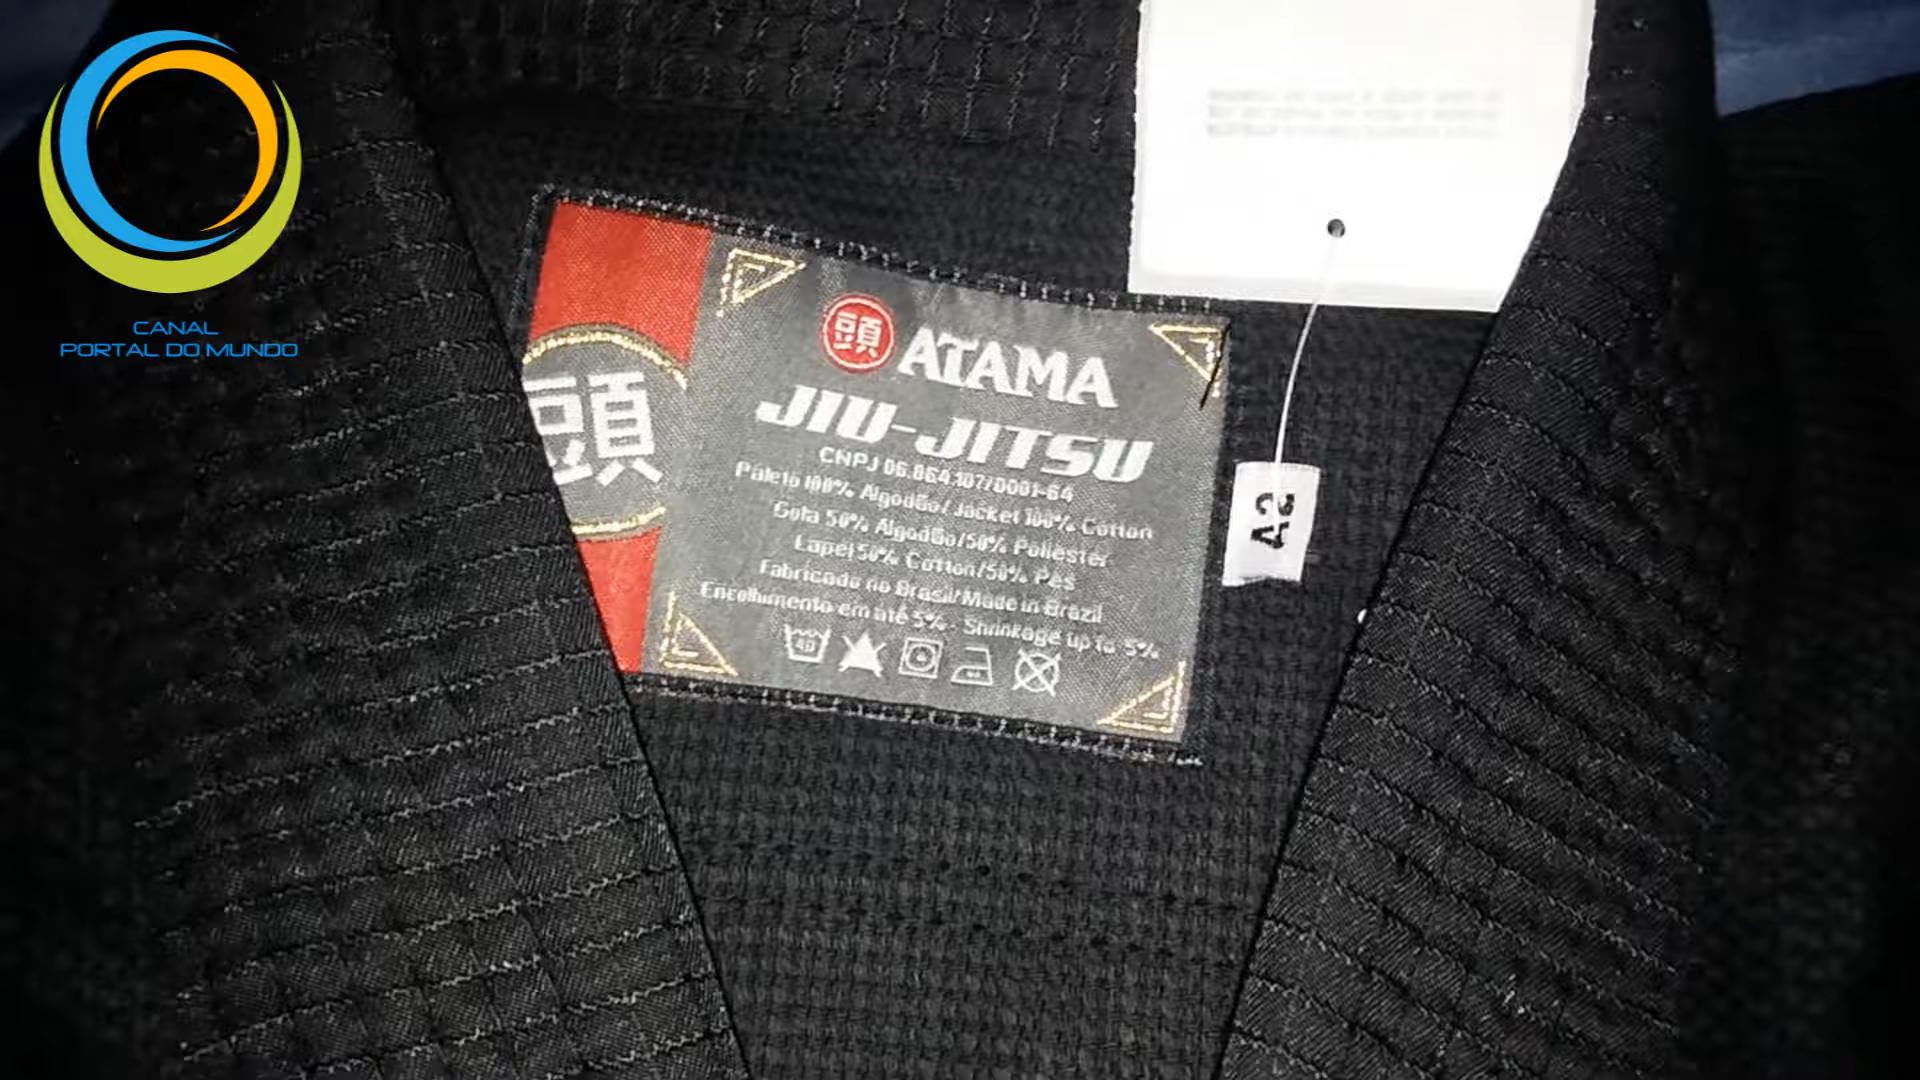 CANAL
PORTAL DO MUNDO
頭 ATAMA
JIU-JITSU
頭
CNPJ 06.864.107/0001-64
Paleto 100% Algodão/Jacket 100% Cotton
Gola 50% Algodão/50% Poliester
Lapel 50% Cotton/50% Pes
Fabricado no Brasil/Made in Brazil
Encolhimento em até 5% - Shrinkage up to 5%
40
A2